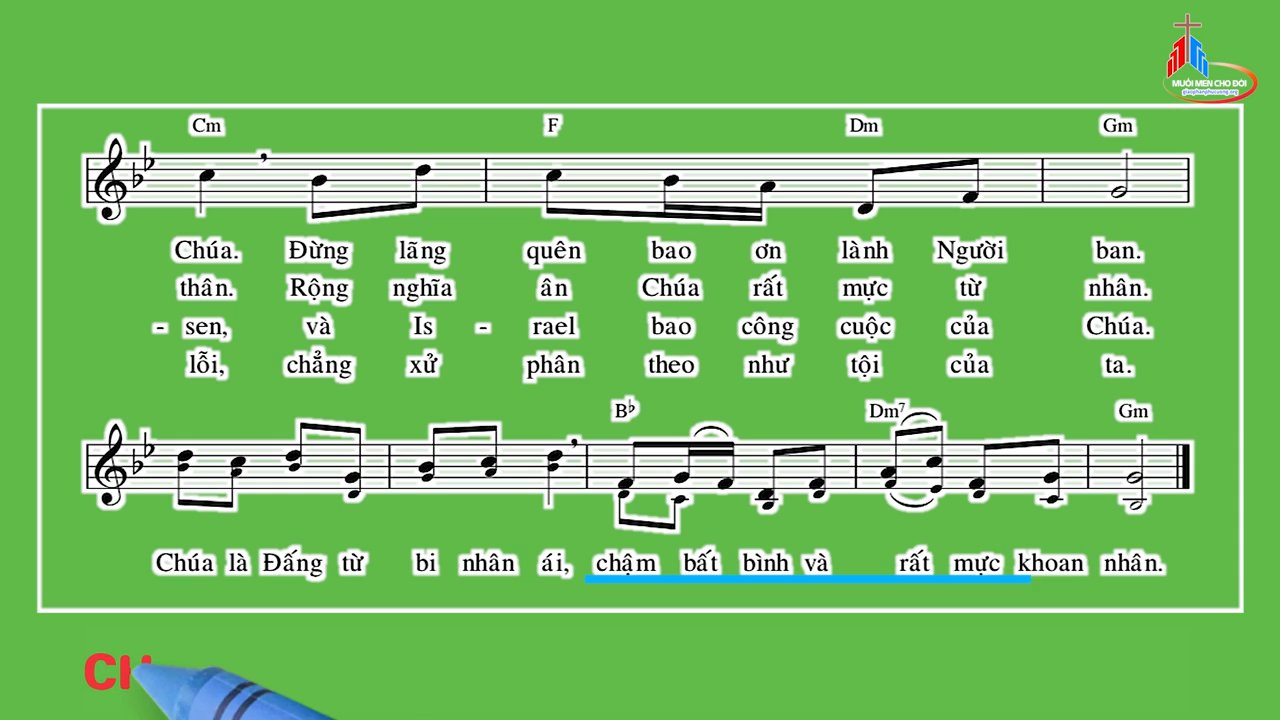 MUỐI MEN CHO ĐỜI
giaophanphucuong.org
Cm F Dm Gm
Chúa. Đừng lãng quên bao ơn lành Người ban.
thân. Rộng nghĩa ân Chúa rất mực từ nhân.
- sen, và Is - rael bao công cuộc của Chúa.
lỗi, chẳng xử phân theo như tội của ta.
B♭ Dm7 Gm
Chúa là Đấng từ bi nhân ái, chậm bất bình và rất mực khoan nhân.
CH